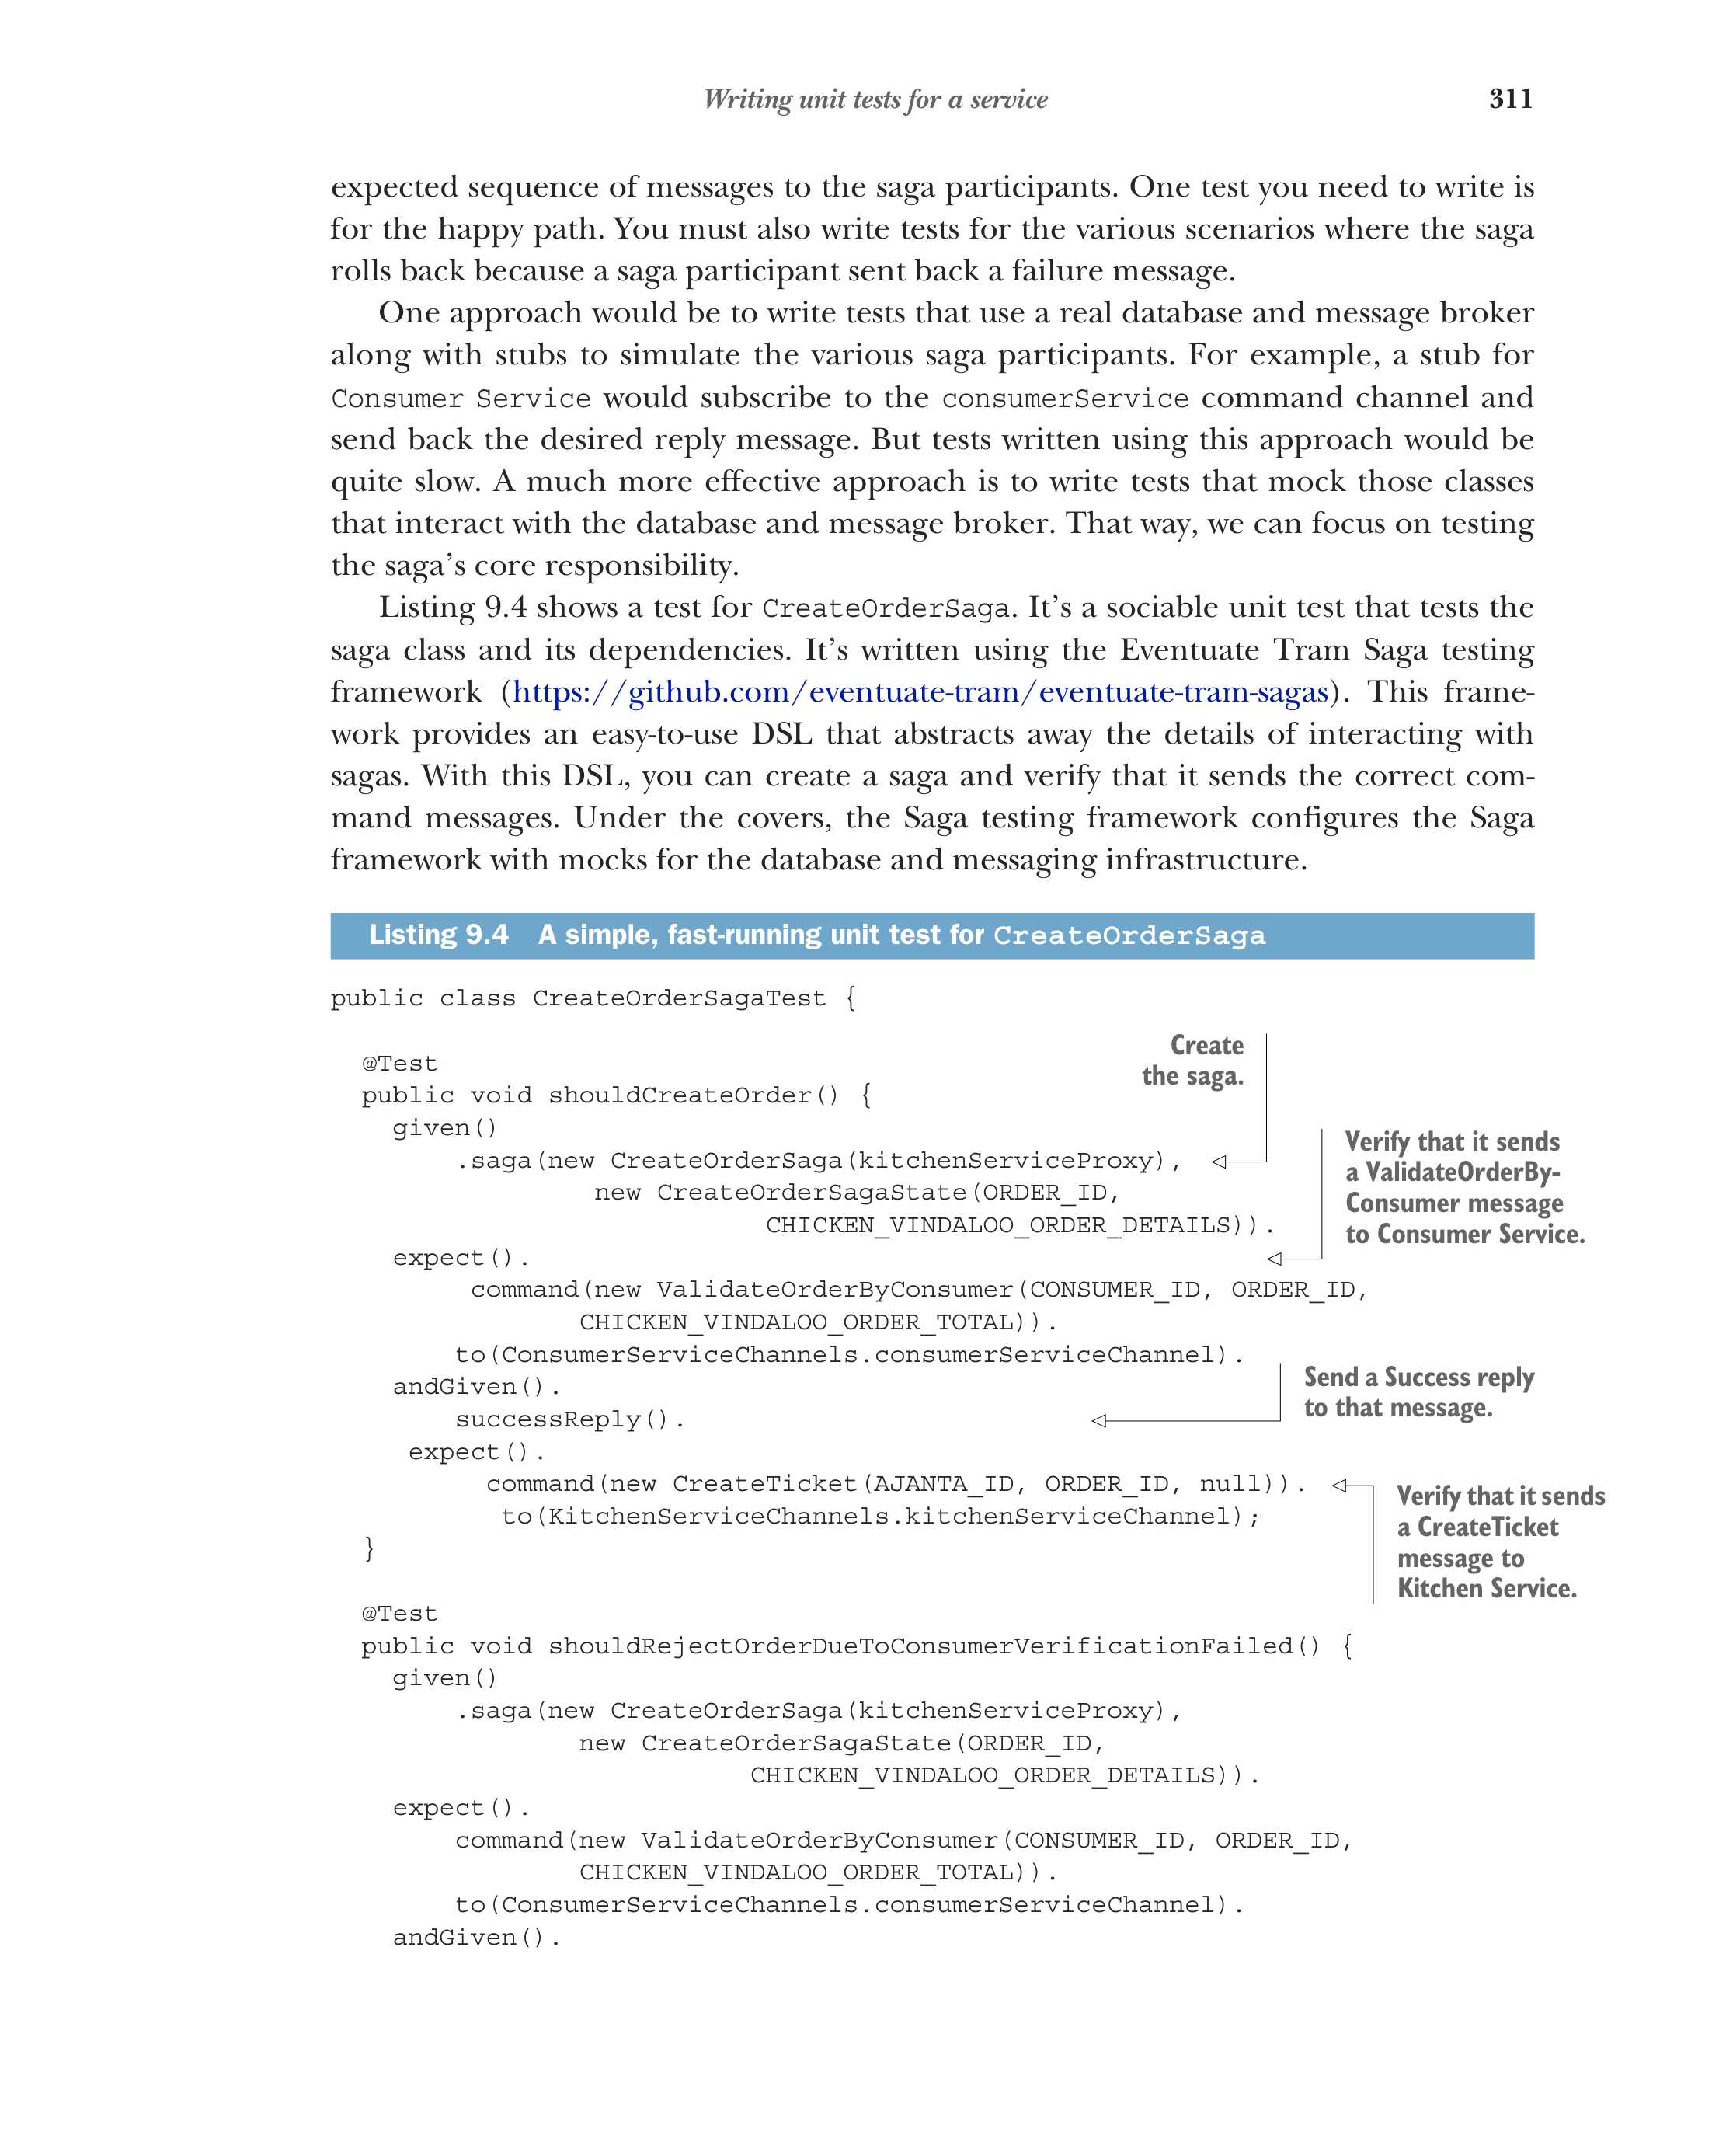 Writing unit tests for a service 311
expected sequence of messages to the saga participants. One test you need to write is
for the happy path. You must also write tests for the various scenarios where the saga
rolls back because a saga participant sent back a failure message.
One approach would be to write tests that use a real database and message broker
along with stubs to simulate the various saga participants. For example, a stub for
Consumer Service would subscribe to the consumerService command channel and
send back the desired reply message. But tests written using this approach would be
quite slow. A much more effective approach is to write tests that mock those classes
that interact with the database and message broker. That way, we can focus on testing
the saga’s core responsibility.
Listing 9.4 shows a test for CreateOrderSaga. It’s a sociable unit test that tests the
saga class and its dependencies. It’s written using the Eventuate Tram Saga testing
framework (https://github.com/eventuate-tram/eventuate-tram-sagas). This frame-
work provides an easy-to-use DSL that abstracts away the details of interacting with
sagas. With this DSL, you can create a saga and verify that it sends the correct com-
mand messages. Under the covers, the Saga testing framework configures the Saga
framework with mocks for the database and messaging infrastructure.
Listing 9.4 A simple, fast-running unit test for CreateOrderSaga
public class CreateOrderSagaTest {
@Test
public void shouldCreateOrder() {
given()
.saga(new CreateOrderSaga(kitchenServiceProxy),
new CreateOrderSagaState(ORDER_ID,
CHICKEN_VINDALOO_ORDER_DETAILS)).
expect().
command(new ValidateOrderByConsumer(CONSUMER_ID, ORDER_ID,
CHICKEN_VINDALOO_ORDER_TOTAL)).
to(ConsumerServiceChannels.consumerServiceChannel).
andGiven().
successReply().
expect().
command(new CreateTicket(AJANTA_ID, ORDER_ID, null)).
to(KitchenServiceChannels.kitchenServiceChannel);
}
Create
the saga.
Verify that it sends
a ValidateOrderBy-
Consumer message
to Consumer Service.
Send a Success reply
to that message.
Verify that it sends
a CreateTicket
message to
Kitchen Service.
@Test
public void shouldRejectOrderDueToConsumerVerificationFailed() {
given()
.saga(new CreateOrderSaga(kitchenServiceProxy),
new CreateOrderSagaState(ORDER_ID,
CHICKEN_VINDALOO_ORDER_DETAILS)).
expect().
command(new ValidateOrderByConsumer(CONSUMER_ID, ORDER_ID,
CHICKEN_VINDALOO_ORDER_TOTAL)).
to(ConsumerServiceChannels.consumerServiceChannel).
andGiven().